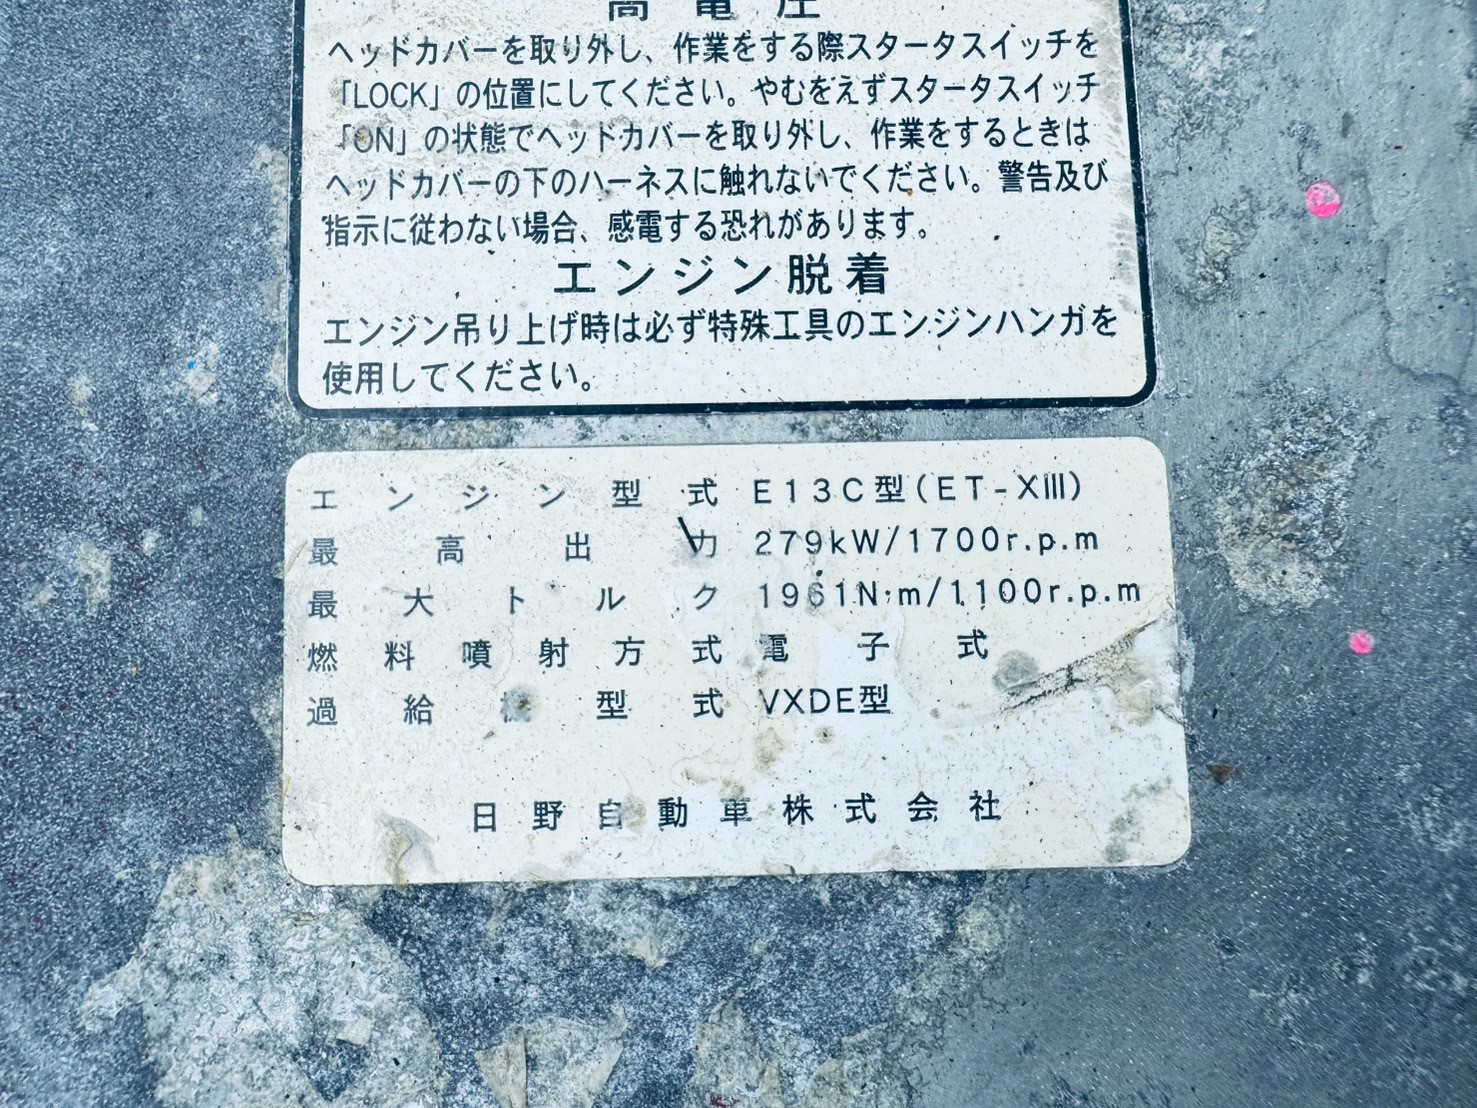 高電圧
ヘッドカバーを取り外し、作業をする際スタータスイッチを
「LOCK」の位置にしてください。やむをえずスタータスイッチ
「ON」の状態でヘッドカバーを取り外し、作業をするときは
ヘッドカバーの下のハーネスに触れないでください。警告及び
指示に従わない場合、感電する恐れがあります。
エンジン脱着
エンジン吊り上げ時は必ず特殊工具のエンジンハンガを
使用してください。
エンジン型式 E13C型(ET-XIII)
最高出力 279kW/1700r.p.m
最大トルク 1961N·m/1100r.p.m
燃料噴射方式 電子式
過給機型式 VXDE型
日野自動車株式会社